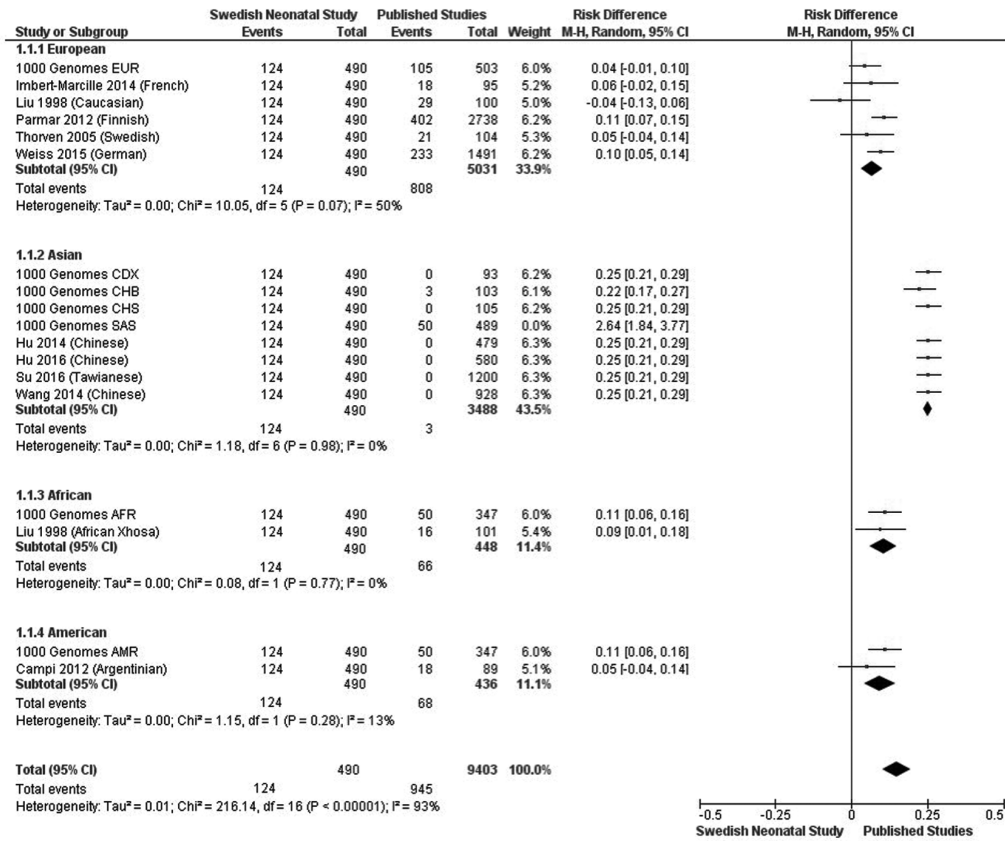 Swedish Neonatal Study Published Studies Risk Difference Risk Difference
Study or Subgroup Events Total Events Total Weight M-H, Random, 95% CI M-H, Random, 95% CI
1.1.1 European
1000 Genomes EUR 124 490 105 503 6.0% 0.04 [-0.01, 0.10]
Imbert-Marcille 2014 (French) 124 490 18 95 5.2% 0.06 [-0.02, 0.15]
Liu 1998 (Caucasian) 124 490 29 100 5.0% -0.04 [-0.13, 0.06]
Parmar 2012 (Finnish) 124 490 402 2738 6.2% 0.11 [0.07, 0.15]
Thorven 2005 (Swedish) 124 490 21 104 5.3% 0.05 [-0.04, 0.14]
Weiss 2015 (German) 124 490 233 1491 6.2% 0.10 [0.05, 0.14]
Subtotal (95% CI) 490 5031 33.9%
Total events 124 808
Heterogeneity: Tau² = 0.00; Chi² = 10.05, df = 5 (P = 0.07); I² = 50%
1.1.2 Asian
1000 Genomes CDX 124 490 0 93 6.2% 0.25 [0.21, 0.29]
1000 Genomes CHB 124 490 3 103 6.1% 0.22 [0.17, 0.27]
1000 Genomes CHS 124 490 0 105 6.2% 0.25 [0.21, 0.29]
1000 Genomes SAS 124 490 50 489 0.0% 2.64 [1.84, 3.77]
Hu 2014 (Chinese) 124 490 0 479 6.3% 0.25 [0.21, 0.29]
Hu 2016 (Chinese) 124 490 0 580 6.3% 0.25 [0.21, 0.29]
Su 2016 (Tawianese) 124 490 0 1200 6.3% 0.25 [0.21, 0.29]
Wang 2014 (Chinese) 124 490 0 928 6.3% 0.25 [0.21, 0.29]
Subtotal (95% CI) 490 3488 43.5%
Total events 124 3
Heterogeneity: Tau² = 0.00; Chi² = 1.18, df = 6 (P = 0.98); I² = 0%
1.1.3 African
1000 Genomes AFR 124 490 50 347 6.0% 0.11 [0.06, 0.16]
Liu 1998 (African Xhosa) 124 490 16 101 5.4% 0.09 [0.01, 0.18]
Subtotal (95% CI) 490 448 11.4%
Total events 124 66
Heterogeneity: Tau² = 0.00; Chi² = 0.08, df = 1 (P = 0.77); I² = 0%
1.1.4 American
1000 Genomes AMR 124 490 50 347 6.0% 0.11 [0.06, 0.16]
Campi 2012 (Argentinian) 124 490 18 89 5.1% 0.05 [-0.04, 0.14]
Subtotal (95% CI) 490 436 11.1%
Total events 124 68
Heterogeneity: Tau² = 0.00; Chi² = 1.15, df = 1 (P = 0.28); I² = 13%
Total (95% CI) 490 9403 100.0%
Total events 124 945
Heterogeneity: Tau² = 0.01; Chi² = 216.14, df = 16 (P < 0.00001); I² = 93%
-0.5 -0.25 0 0.25 0.5
Swedish Neonatal Study Published Studies